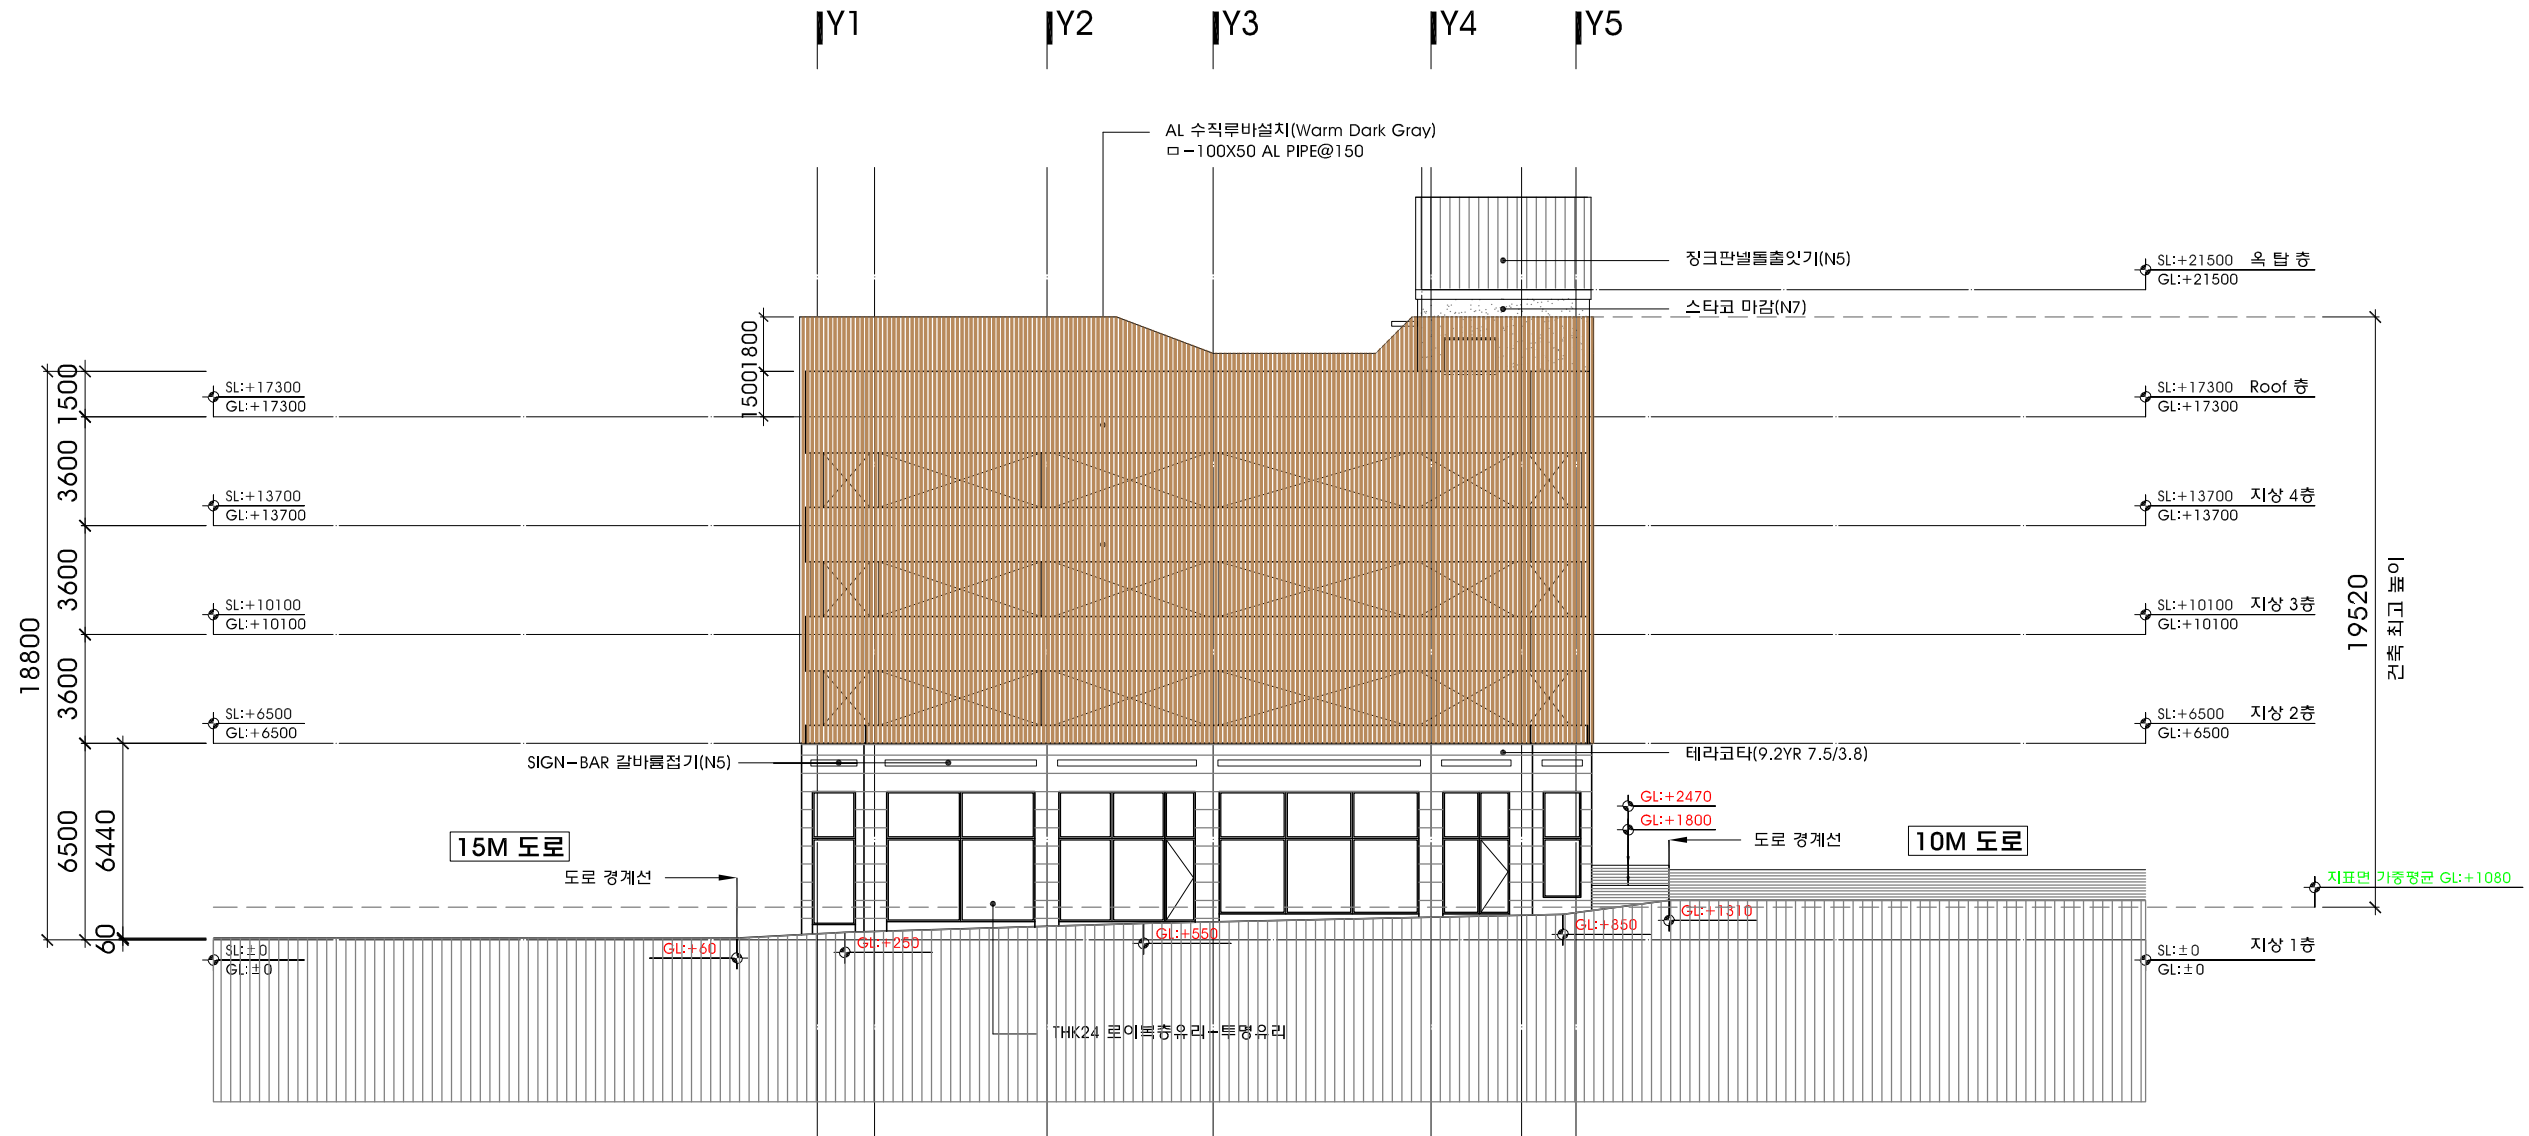 Y1
Y2
Y3
Y4
Y5
AL 수직루바설치(Warm Dark Gray)
□-100X50 AL PIPE@150
징크판넬돌출잇기(N5)
스타코 마감(N7)
SL:+21500 옥 탑 층
GL:+21500
1800
1500
1500
SL:+17300
GL:+17300
SL:+17300 Roof 층
GL:+17300
3600
SL:+13700
GL:+13700
SL:+13700 지상 4층
GL:+13700
3600
SL:+10100
GL:+10100
SL:+10100 지상 3층
GL:+10100
18800
19520
건축 최고 높이
3600
SL:+6500
GL:+6500
SL:+6500 지상 2층
GL:+6500
SIGN-BAR 갈바륨접기(N5)
테라코타(9.2YR 7.5/3.8)
6500
6440
60
15M 도로
도로 경계선
GL:+2470
GL:+1800
도로 경계선
10M 도로
지표면 가중평균 GL:+1080
GL:+60
GL:+250
GL:+550
GL:+850
GL:+1310
SL:±0
GL:±0
SL:±0 지상 1층
GL:±0
THK24 로이복층유리-투명유리